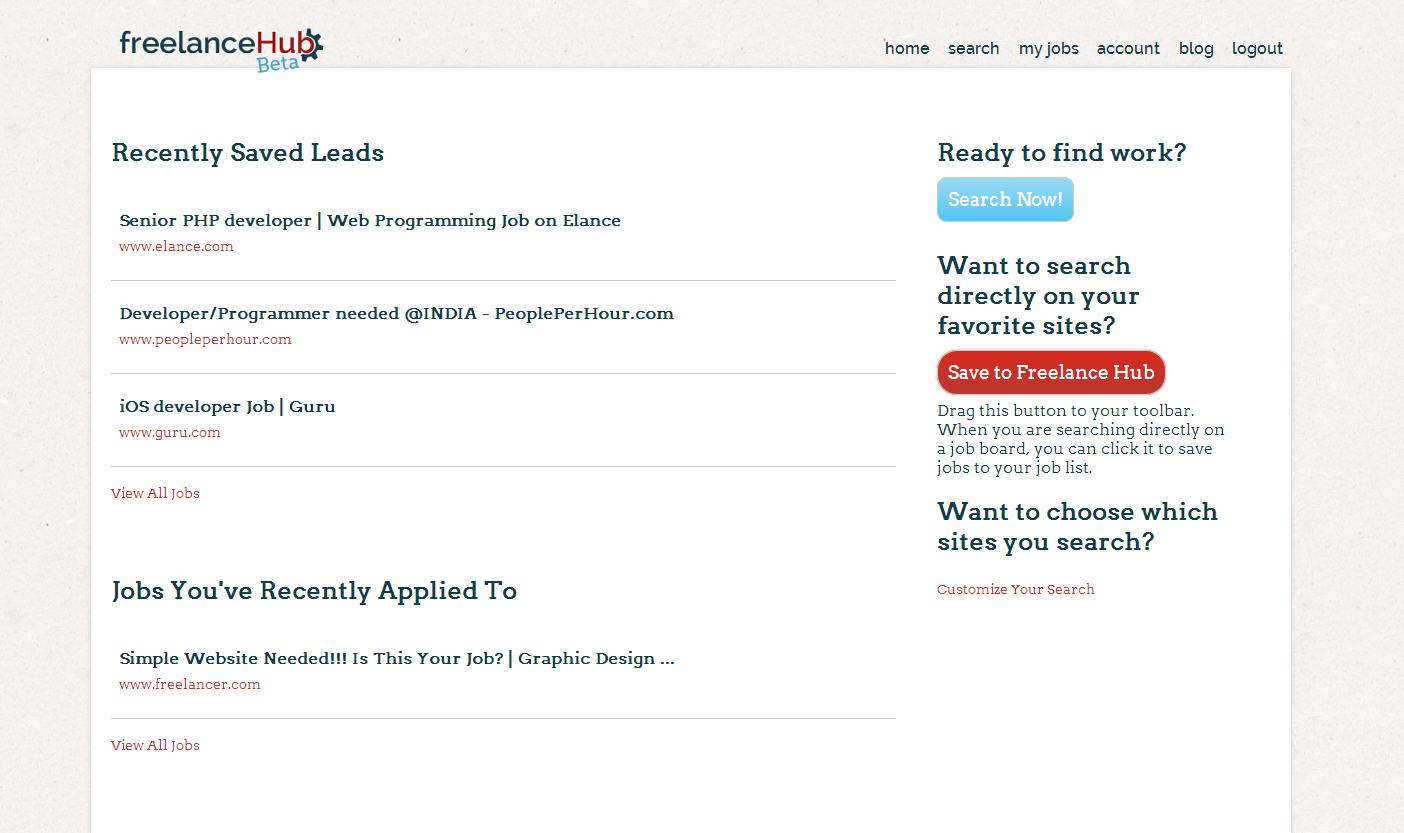 freelanceHub
Beta
home search my jobs account blog logout
Recently Saved Leads
Senior PHP developer | Web Programming Job on Elance
www.elance.com
Developer/Programmer needed @INDIA - PeoplePerHour.com
www.peopleperhour.com
iOS developer Job | Guru
www.guru.com
View All Jobs
Jobs You've Recently Applied To
Simple Website Needed!!! Is This Your Job? | Graphic Design ...
www.freelancer.com
View All Jobs
Ready to find work?
Search Now!
Want to search
directly on your
favorite sites?
Save to Freelance Hub
Drag this button to your toolbar.
When you are searching directly on
a job board, you can click it to save
jobs to your job list.
Want to choose which
sites you search?
Customize Your Search